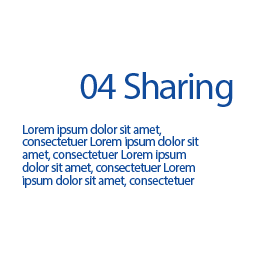 04 Sharing
Lorem ipsum dolor sit amet,
consectetuer Lorem ipsum dolor sit
amet, consectetuer Lorem ipsum
dolor sit amet, consectetuer Lorem
ipsum dolor sit amet, consectetuer